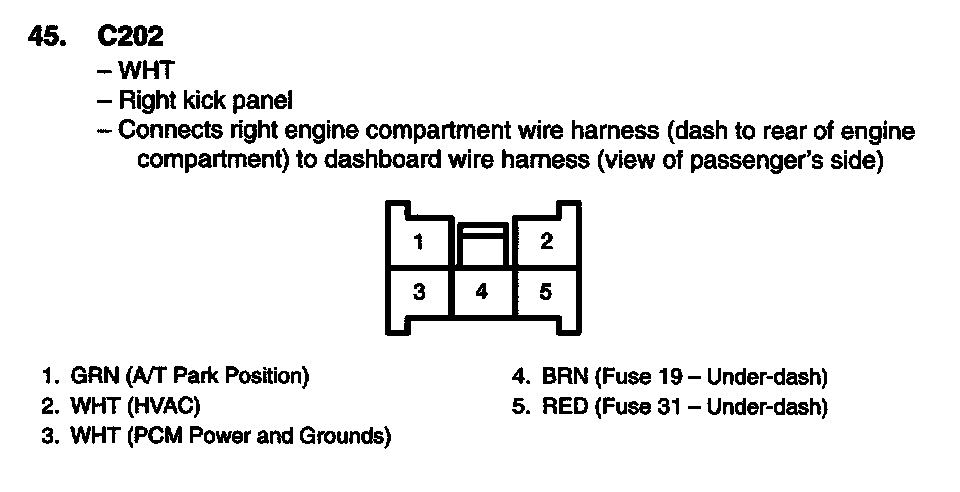 45. C202
– WHT
– Right kick panel
– Connects right engine compartment wire harness (dash to rear of engine
compartment) to dashboard wire harness (view of passenger's side)
1 2
3 4 5
1. GRN (A/T Park Position)
2. WHT (HVAC)
3. WHT (PCM Power and Grounds)
4. BRN (Fuse 19 – Under-dash)
5. RED (Fuse 31 – Under-dash)